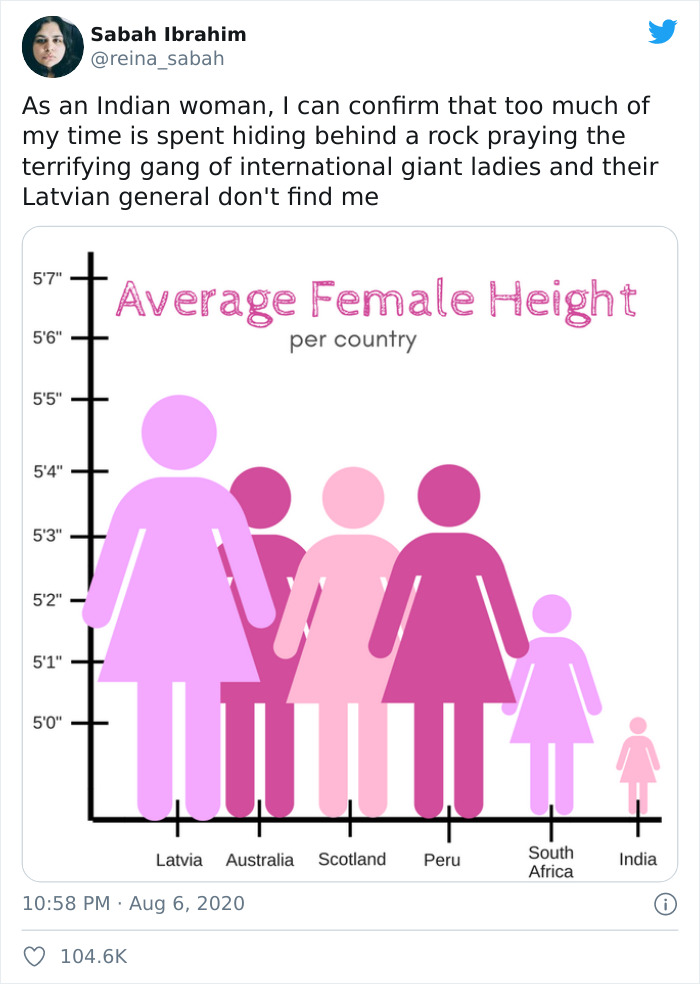 Sabah Ibrahim
@reina_sabah
As an Indian woman, I can confirm that too much of
my time is spent hiding behind a rock praying the
terrifying gang of international giant ladies and their
Latvian general don't find me
Average Female Height
per country
5'7"
5'6"
5'5"
5'4"
5'3"
5'2"
5'1"
5'0"
Latvia
Australia
Scotland
Peru
South
Africa
India
10:58 PM · Aug 6, 2020
104.6K